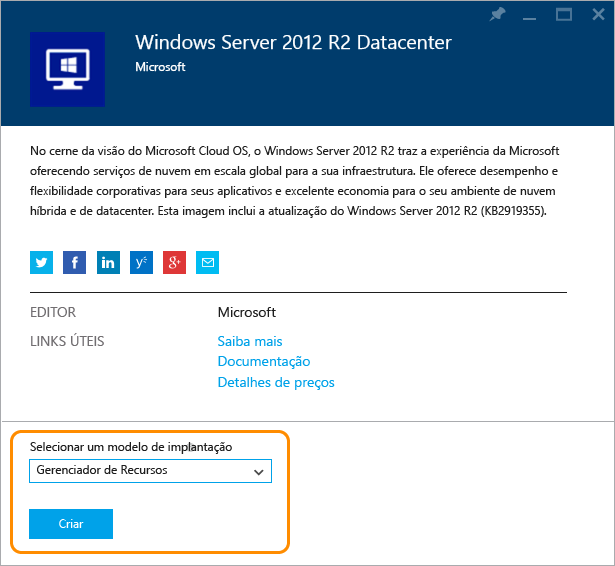 Windows Server 2012 R2 Datacenter
Microsoft
No cerne da visão do Microsoft Cloud OS, o Windows Server 2012 R2 traz a experiência da Microsoft
oferecendo serviços de nuvem em escala global para a sua infraestrutura. Ele oferece desempenho e
flexibilidade corporativas para seus aplicativos e excelente economia para o seu ambiente de nuvem
híbrida e de datacenter. Esta imagem inclui a atualização do Windows Server 2012 R2 (KB2919355).
EDITOR
Microsoft
LINKS ÚTEIS
Saiba mais
Documentação
Detalhes de preços
Selecionar um modelo de implantação
Gerenciador de Recursos
Criar